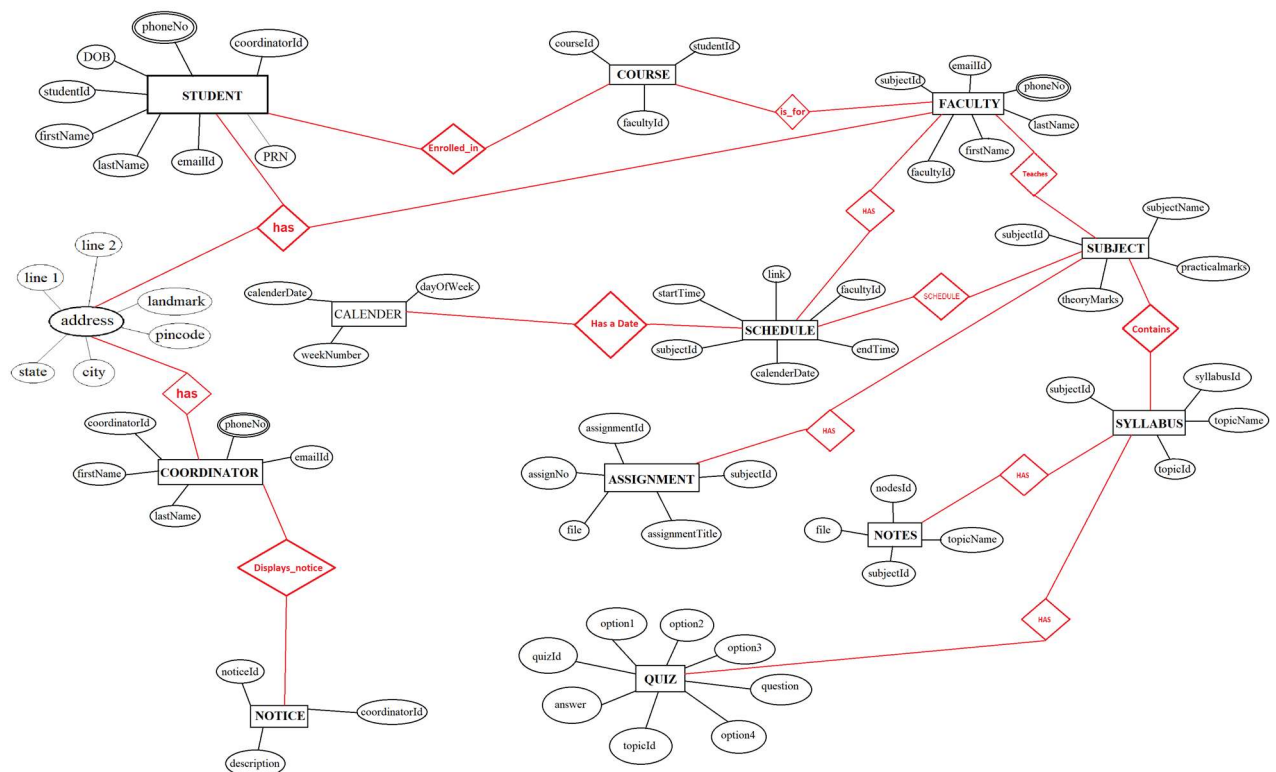 phoneNo
coordinatorId
DOB
studentId
STUDENT
firstName
lastName
emailId
PRN
courseId
studentId
COURSE
facultyId
Enrolled_in
is_for
emailId
subjectId
phoneNo
FACULTY
lastName
firstName
facultyId
Teaches
HAS
has
subjectName
subjectId
SUBJECT
practicalmarks
theoryMarks
line 2
line 1
landmark
address
pincode
state
city
calenderDate
dayOfWeek
CALENDER
weekNumber
Has a Date
link
startTime
facultyId
SCHEDULE
SCHEDULE
subjectId
endTime
calenderDate
Contains
has
coordinatorId
phoneNo
emailId
firstName
COORDINATOR
lastName
subjectId
syllabusId
SYLLABUS
topicName
topicId
HAS
assignmentId
assignNo
ASSIGNMENT
subjectId
file
assignmentTitle
HAS
nodesId
file
NOTES
topicName
subjectId
Displays_notice
HAS
option1
option2
option3
quizId
QUIZ
question
answer
topicId
option4
noticeId
NOTICE
coordinatorId
description